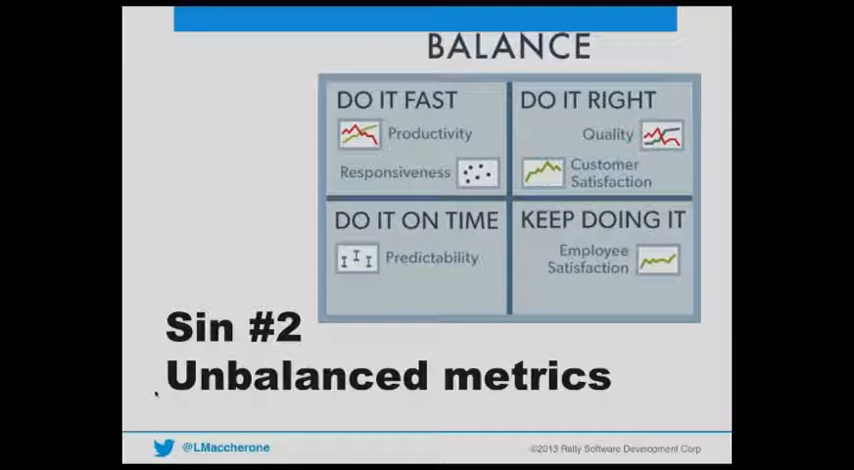 BALANCE
DO IT FAST
Productivity
Responsiveness
DO IT RIGHT
Quality
Customer
Satisfaction
DO IT ON TIME
Predictability
KEEP DOING IT
Employee
Satisfaction
Sin #2
Unbalanced metrics
@LMaccherone
©2013 Rally Software Development Corp